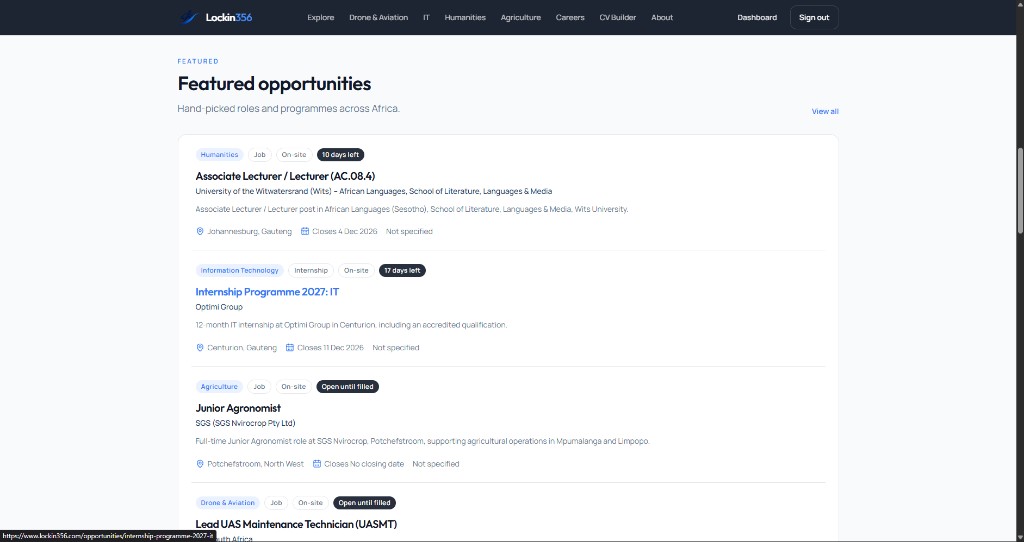 Lockin356 Explore Drone & Aviation IT Humanities Agriculture Careers CV Builder About Dashboard Sign out
FEATURED
Featured opportunities
Hand-picked roles and programmes across Africa.
View all
Humanities Job On-site 10 days left
Associate Lecturer / Lecturer (AC.08.4)
University of the Witwatersrand (Wits) – African Languages, School of Literature, Languages & Media
Associate Lecturer / Lecturer post in African Languages (Sesotho), School of Literature, Languages & Media, Wits University.
Johannesburg, Gauteng Closes 4 Dec 2026 Not specified
Information Technology Internship On-site 17 days left
Internship Programme 2027: IT
Optimi Group
12-month IT internship at Optimi Group in Centurion, including an accredited qualification.
Centurion, Gauteng Closes 11 Dec 2026 Not specified
Agriculture Job On-site Open until filled
Junior Agronomist
SGS (SGS Nvirocrop Pty Ltd)
Full-time Junior Agronomist role at SGS Nvirocrop, Potchefstroom, supporting agricultural operations in Mpumalanga and Limpopo.
Potchefstroom, North West Closes No closing date Not specified
Drone & Aviation Job On-site Open until filled
Lead UAS Maintenance Technician (UASMT)
Africa
https://www.lockin356.com/opportunities/internship-programme-2027-it